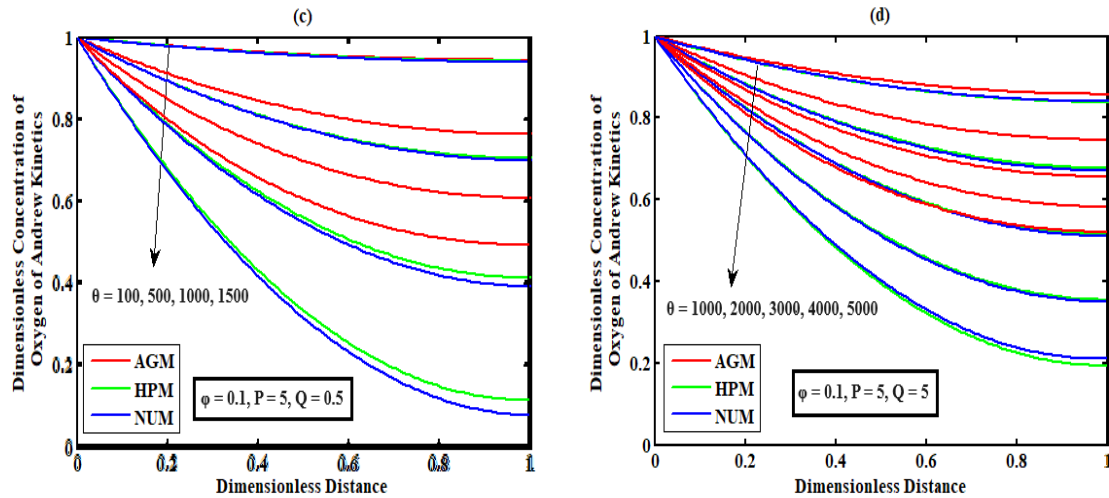 (c)
Dimensionless Concentration of
Oxygen of Andrew Kinetics
1
0.8
0.6
0.4
0.2
0
θ = 100, 500, 1000, 1500
AGM
HPM
NUM
φ = 0.1, P = 5, Q = 0.5
0 0.2 0.4 0.6 0.8 1
Dimensionless Distance
(d)
Dimensionless Concentration of
Oxygen of Andrew Kinetics
1
0.8
0.6
0.4
0.2
0
θ = 1000, 2000, 3000, 4000, 5000
AGM
HPM
NUM
φ = 0.1, P = 5, Q = 5
0 0.2 0.4 0.6 0.8 1
Dimensionless Distance